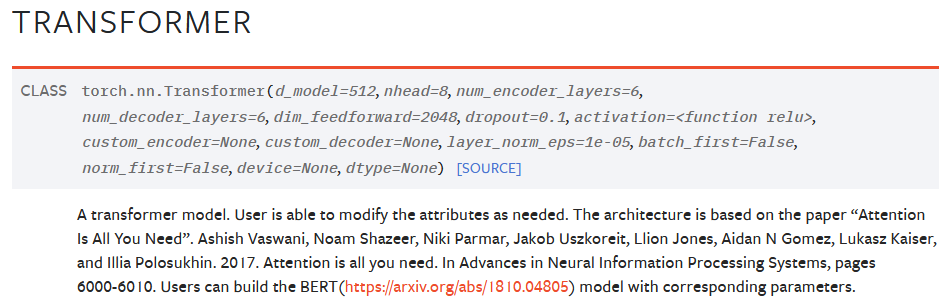 TRANSFORMER
CLASS torch.nn.Transformer(d_model=512, nhead=8, num_encoder_layers=6,
num_decoder_layers=6, dim_feedforward=2048, dropout=0.1, activation=<function relu>,
custom_encoder=None, custom_decoder=None, layer_norm_eps=1e-05, batch_first=False,
norm_first=False, device=None, dtype=None) [SOURCE]
A transformer model. User is able to modify the attributes as needed. The architecture is based on the paper “Attention
Is All You Need”. Ashish Vaswani, Noam Shazeer, Niki Parmar, Jakob Uszkoreit, Llion Jones, Aidan N Gomez, Lukasz Kaiser,
and Illia Polosukhin. 2017. Attention is all you need. In Advances in Neural Information Processing Systems, pages
6000-6010. Users can build the BERT(https://arxiv.org/abs/1810.04805) model with corresponding parameters.